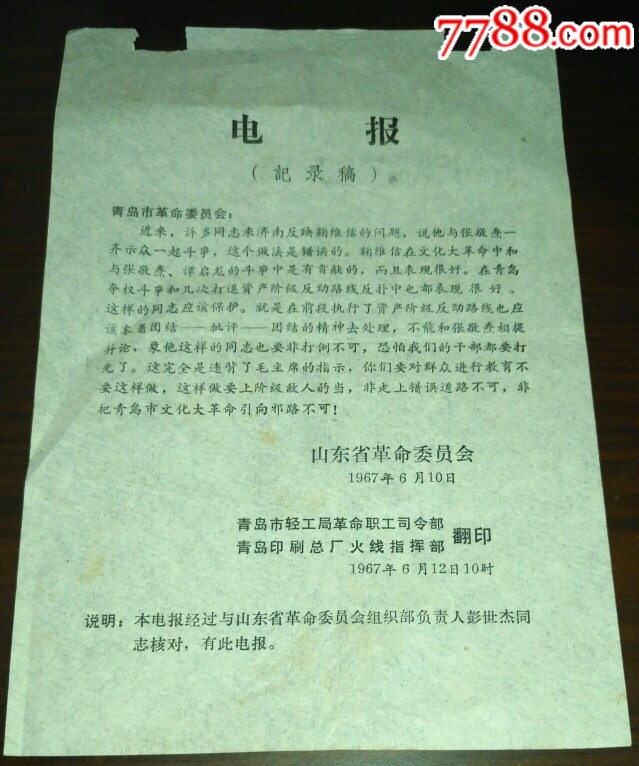 7788.com
电 报
（記录稿）
青岛市革命委员会：
近来，许多同志来济南反映鞠维信的问题，说他与张敬焘一
齐示众一起斗爭，这个做法是错误的。鞠维信在文化大革命中和
与张敬焘、谭启龙的斗爭中是有贡献的，而且表现很好。在青岛
夺权斗爭和几次打退资产阶级反动路线反扑中也都表现很好。
这样的同志应该保护。就是在前段执行了资产阶级反动路线也应
该本着团结——批评——团结的精神去处理，不能和张敬焘相提
并论，象他这样的同志也要非打倒不可，恐怕我们的干部都要打
光了。这完全是违背了毛主席的指示，你们要对群众进行教育不
要这样做，这样做要上阶级敌人的当，非走上错误道路不可，非
把青岛市文化大革命引向邪路不可！
山东省革命委员会
1967年6月10日
青岛市轻工局革命职工司令部
青岛印刷总厂火线指挥部 翻印
1967年6月12日10时
说明：本电报经过与山东省革命委员会组织部负责人彭世杰同
志核对，有此电报。